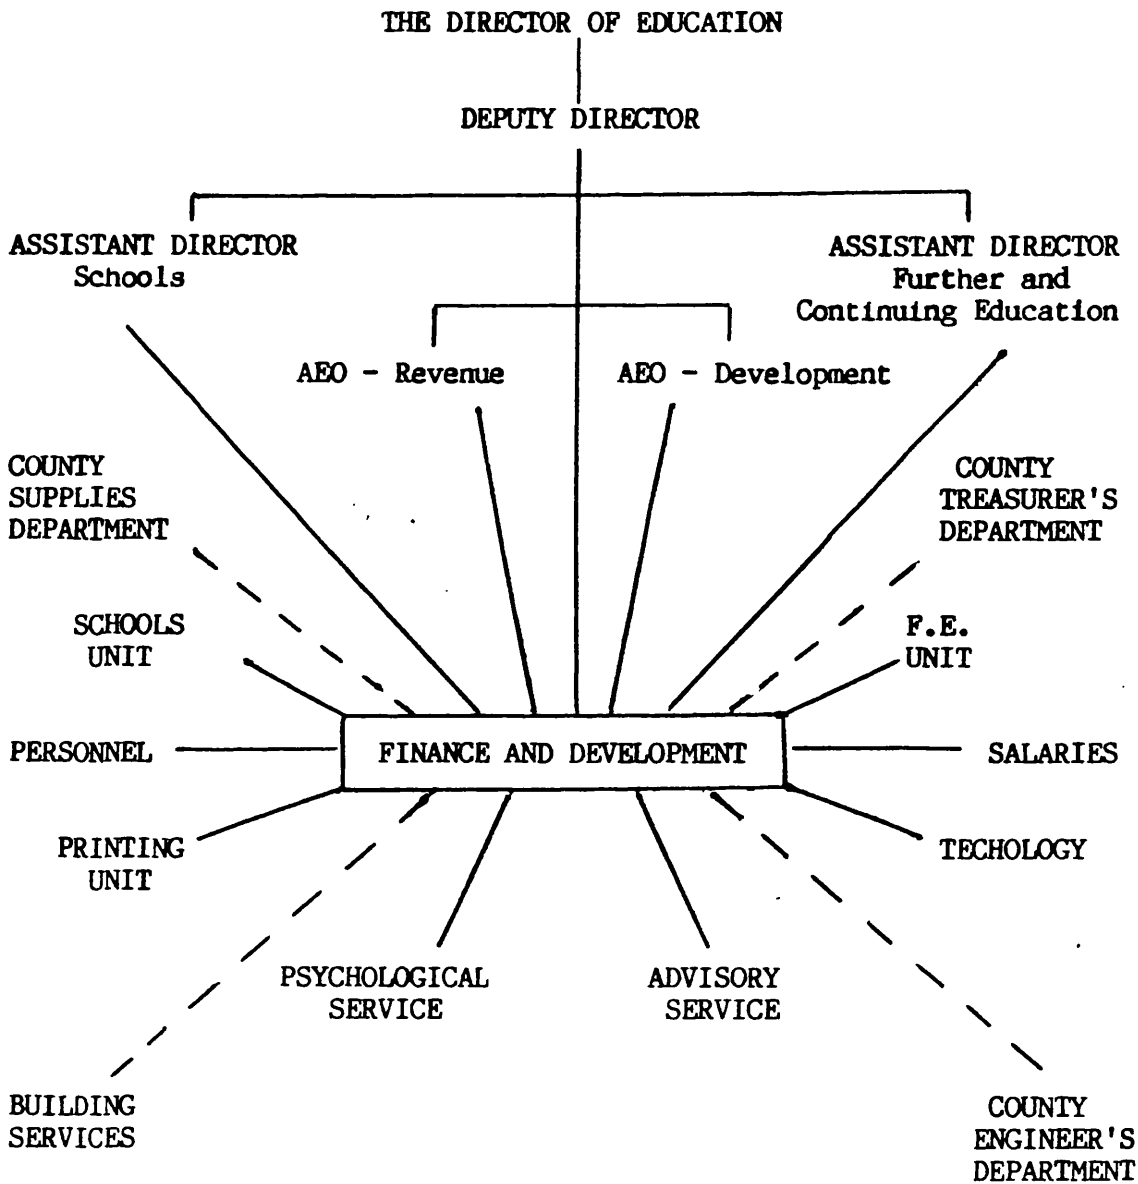 THE DIRECTOR OF EDUCATION
DEPUTY DIRECTOR
ASSISTANT DIRECTOR
Schools
ASSISTANT DIRECTOR
Further and
Continuing Education
AEO - Revenue
AEO - Development
COUNTY
SUPPLIES
DEPARTMENT
COUNTY
TREASURER'S
DEPARTMENT
SCHOOLS
UNIT
F.E.
UNIT
PERSONNEL
FINANCE AND DEVELOPMENT
SALARIES
PRINTING
UNIT
TECHOLOGY
PSYCHOLOGICAL
SERVICE
ADVISORY
SERVICE
BUILDING
SERVICES
COUNTY
ENGINEER'S
DEPARTMENT